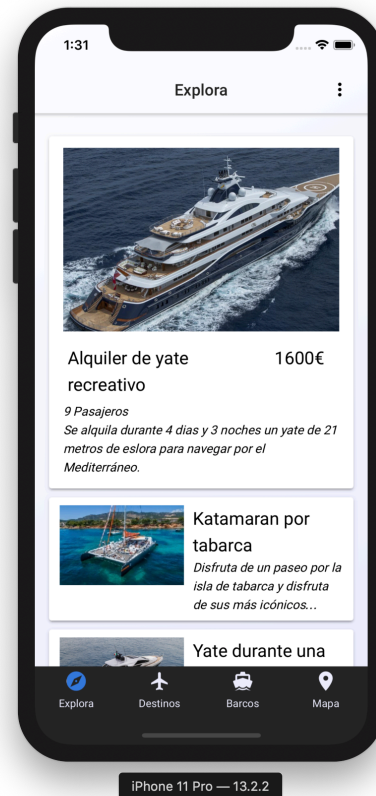 1:31
Explora
Alquiler de yate
recreativo
1600€
9 Pasajeros
Se alquila durante 4 dias y 3 noches un yate de 21
metros de eslora para navegar por el
Mediterráneo.
Katamaran por
tabarca
Disfruta de un paseo por la
isla de tabarca y disfruta
de sus más icónicos...
Yate durante una
Explora
Destinos
Barcos
Mapa
iPhone 11 Pro — 13.2.2